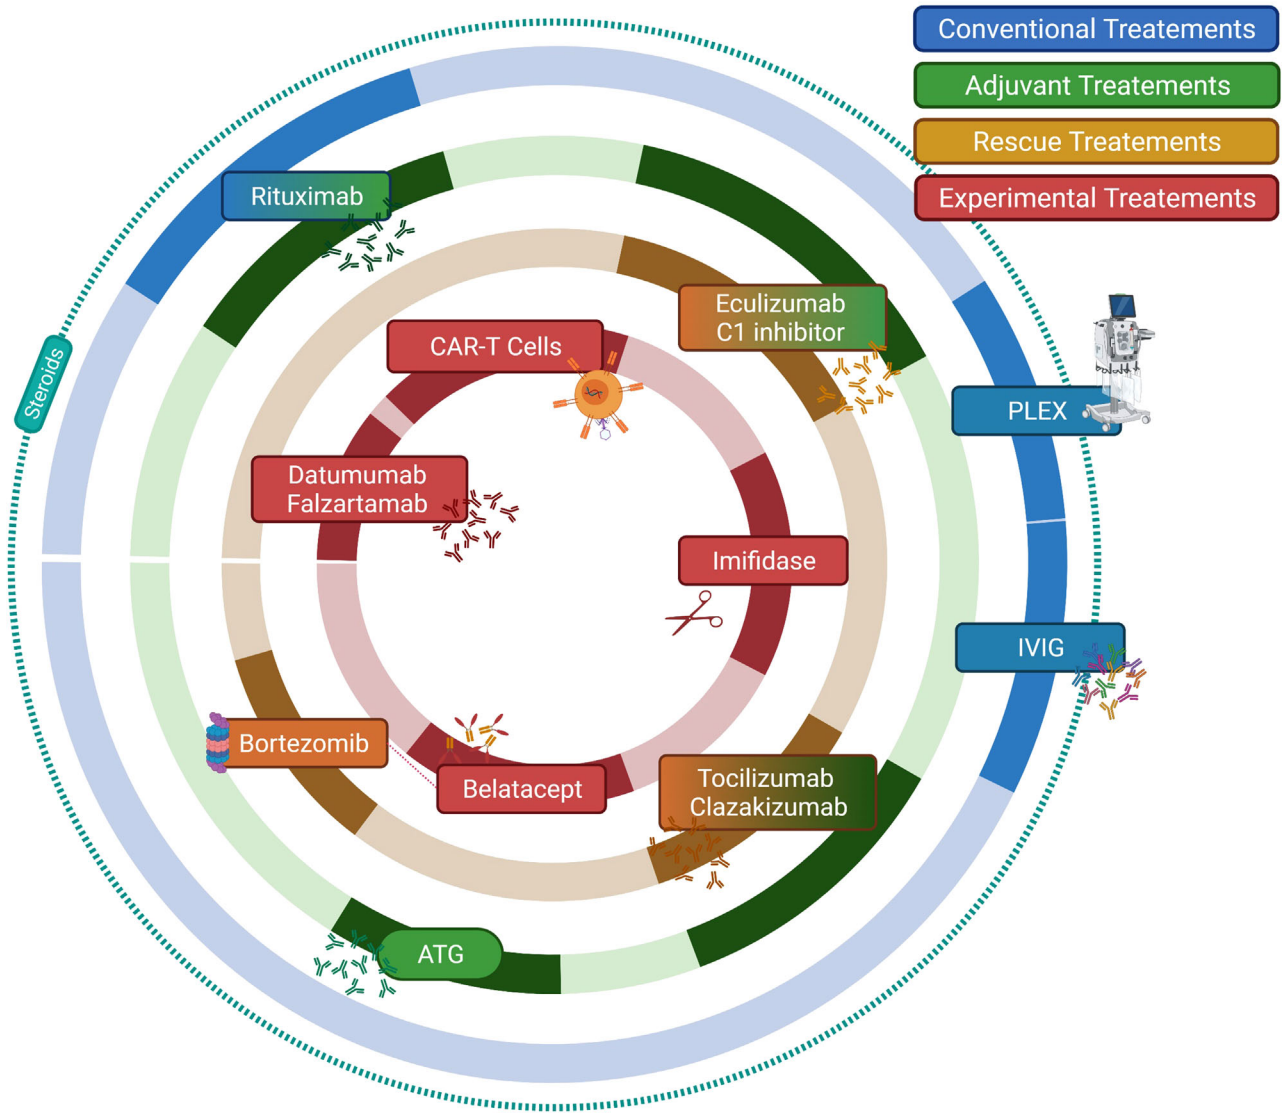 Conventional Treatements
Adjuvant Treatements
Rescue Treatements
Experimental Treatements
Rituximab
Eculizumab
C1 inhibitor
CAR-T Cells
Steroids
PLEX
Datumumab
Falzartamab
Imifidase
IVIG
Bortezomib
Belatacept
Tocilizumab
Clazakizumab
ATG